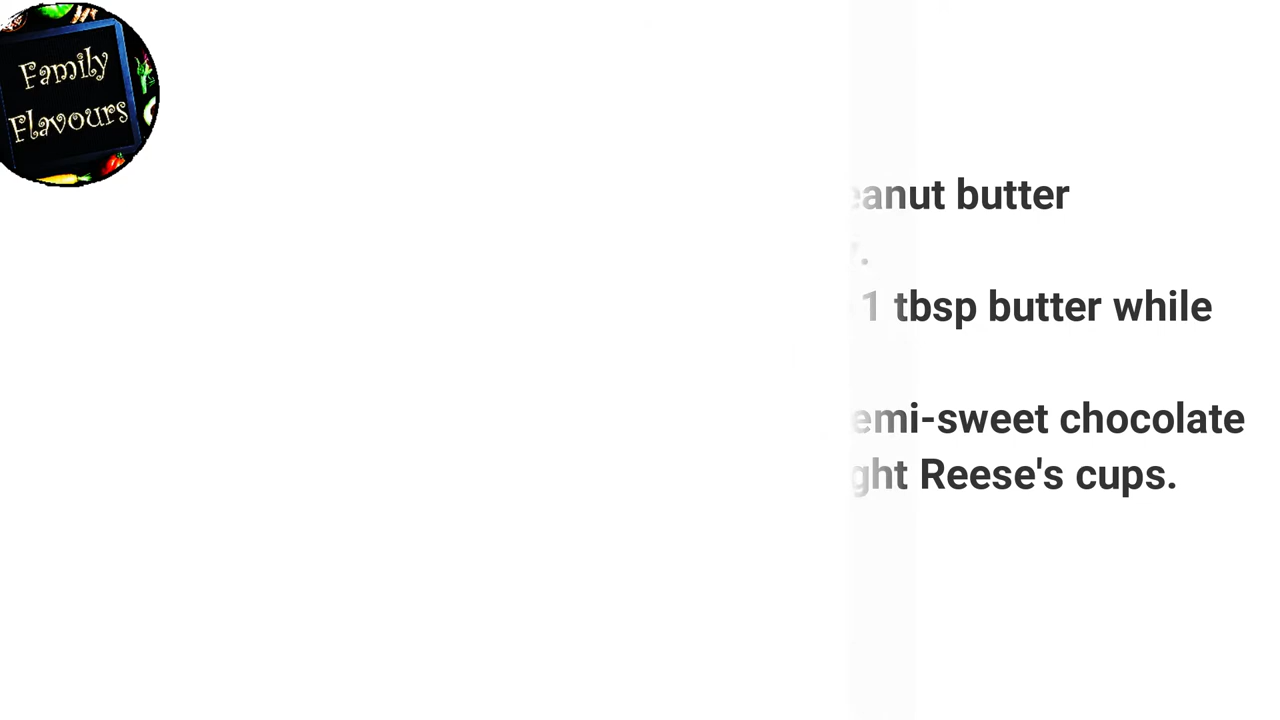 Family
Flavours
eanut butter
.
1 tbsp butter while
emi-sweet chocolate
ght Reese's cups.